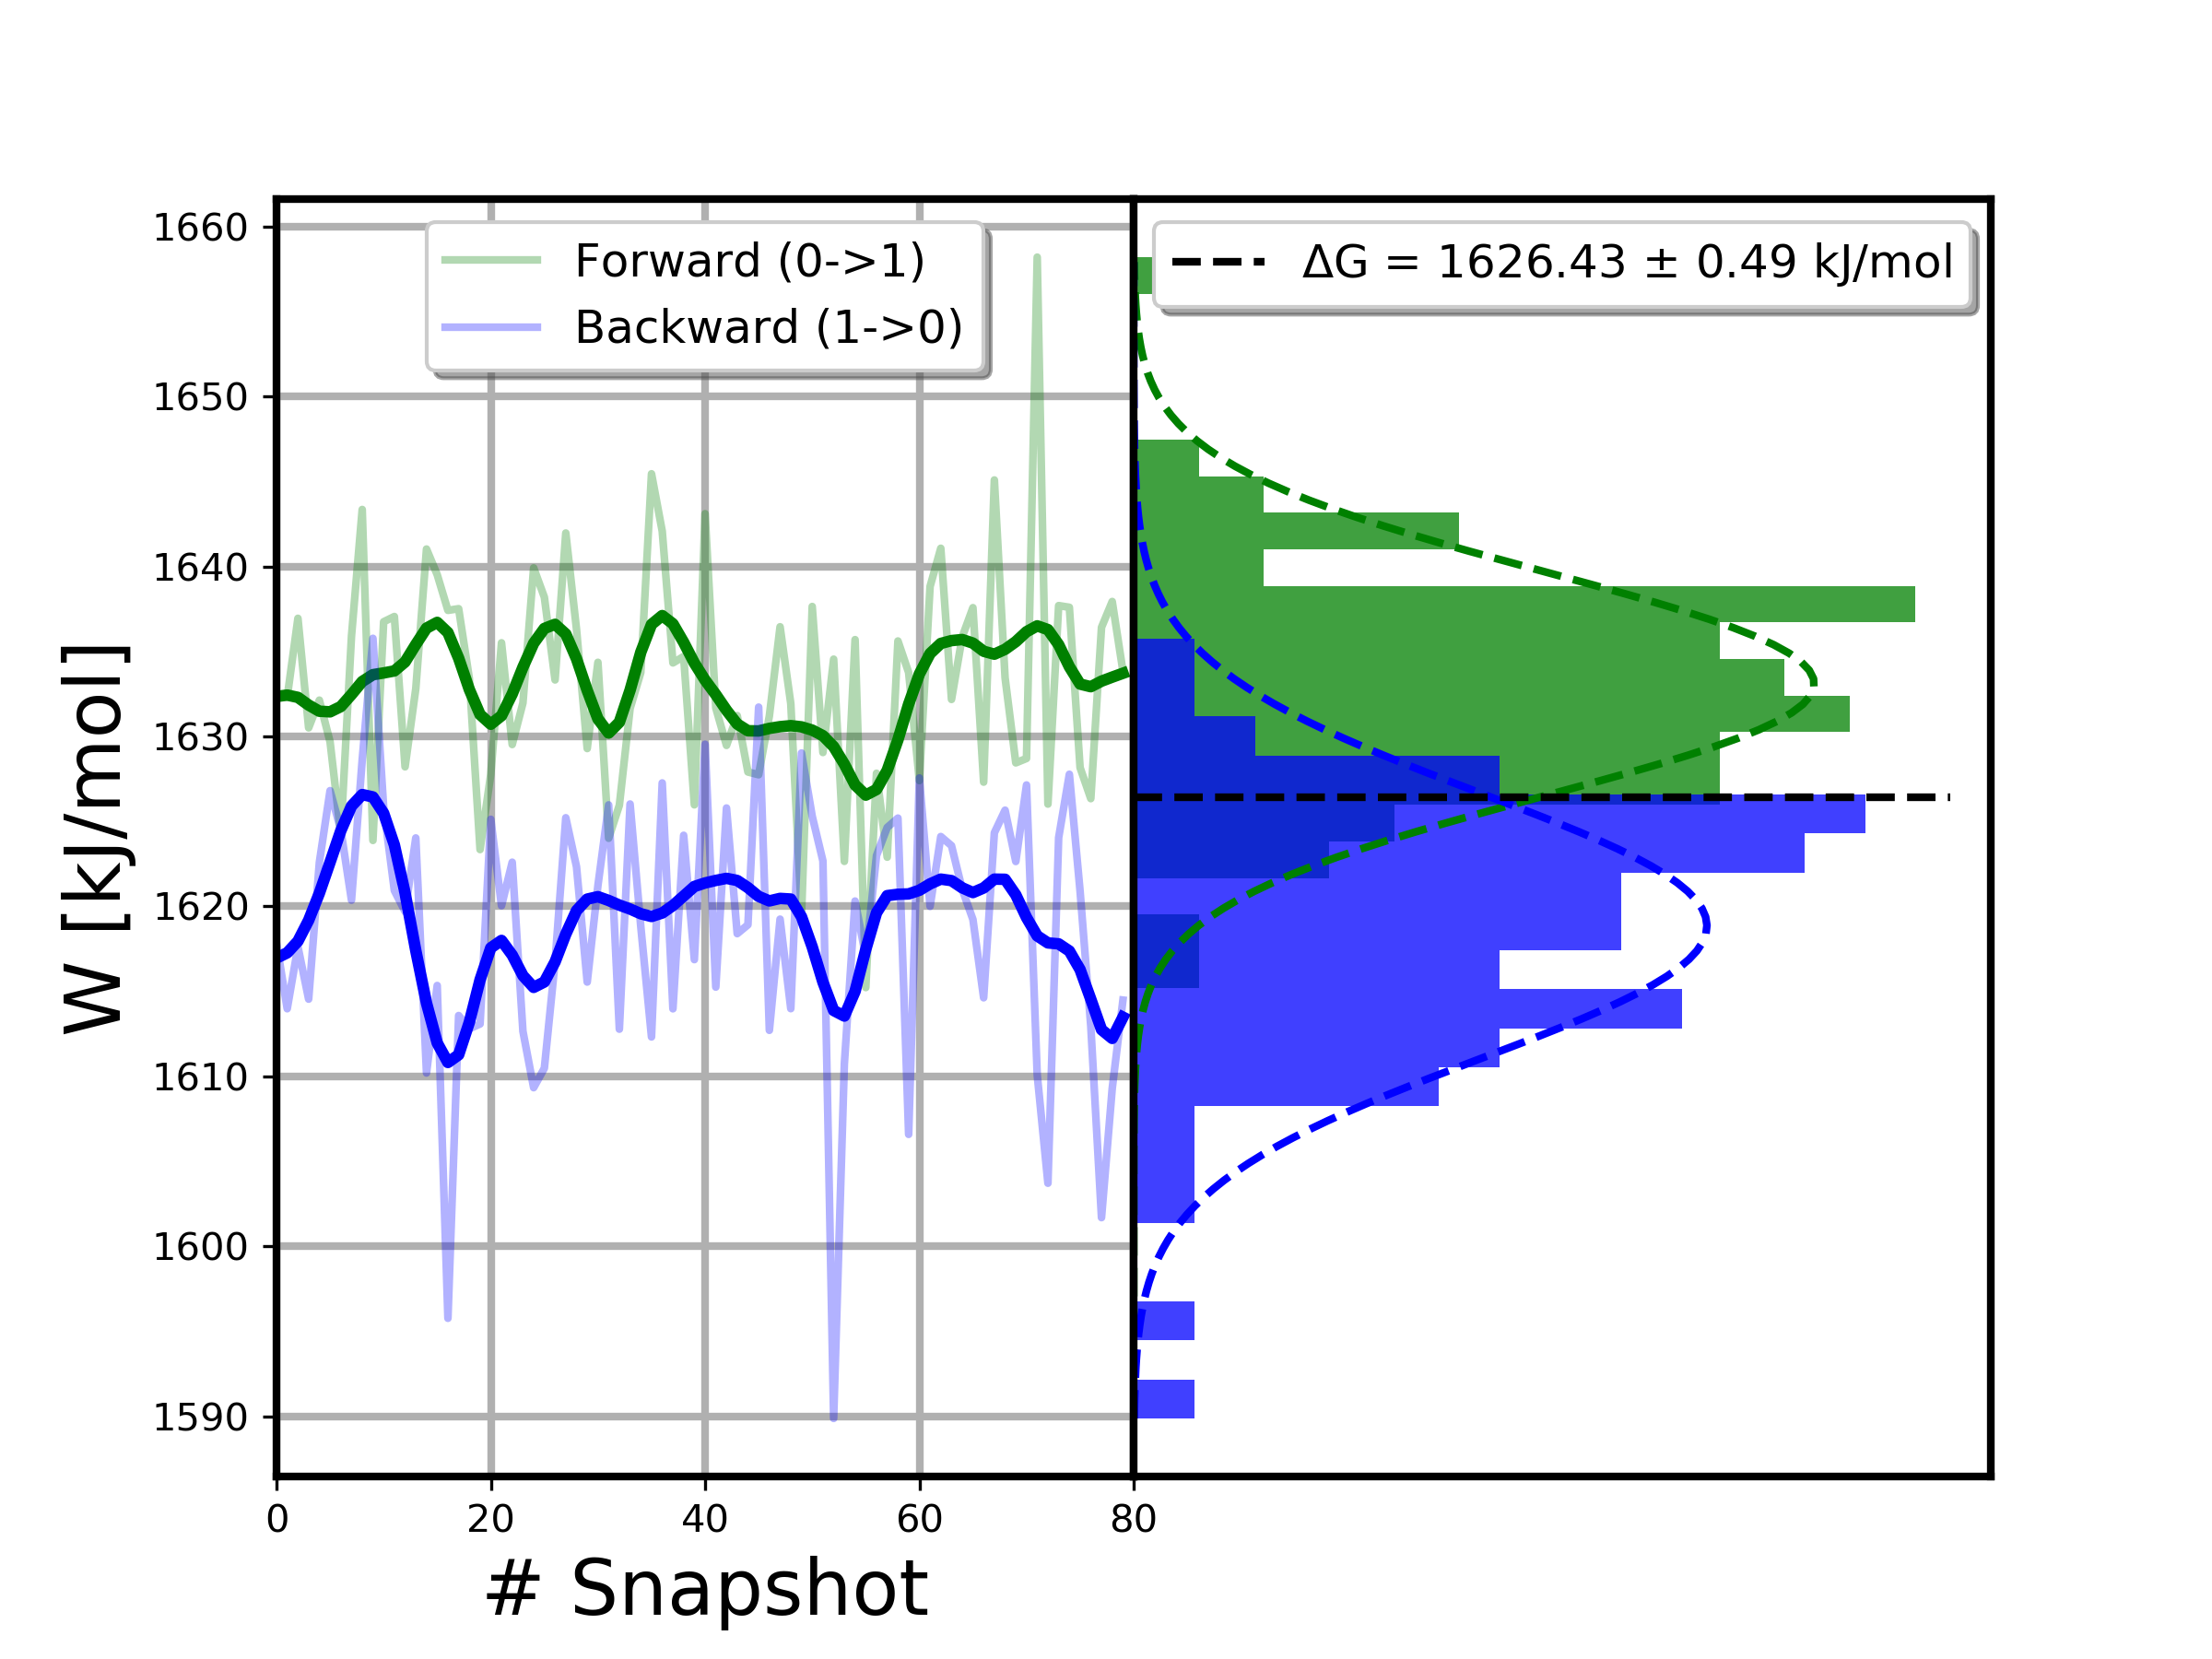 Forward (0->1)
Backward (1->0)
ΔG = 1626.43 ± 0.49 kJ/mol
W [kJ/mol]
1660
1650
1640
1630
1620
1610
1600
1590
0 20 40 60 80
# Snapshot